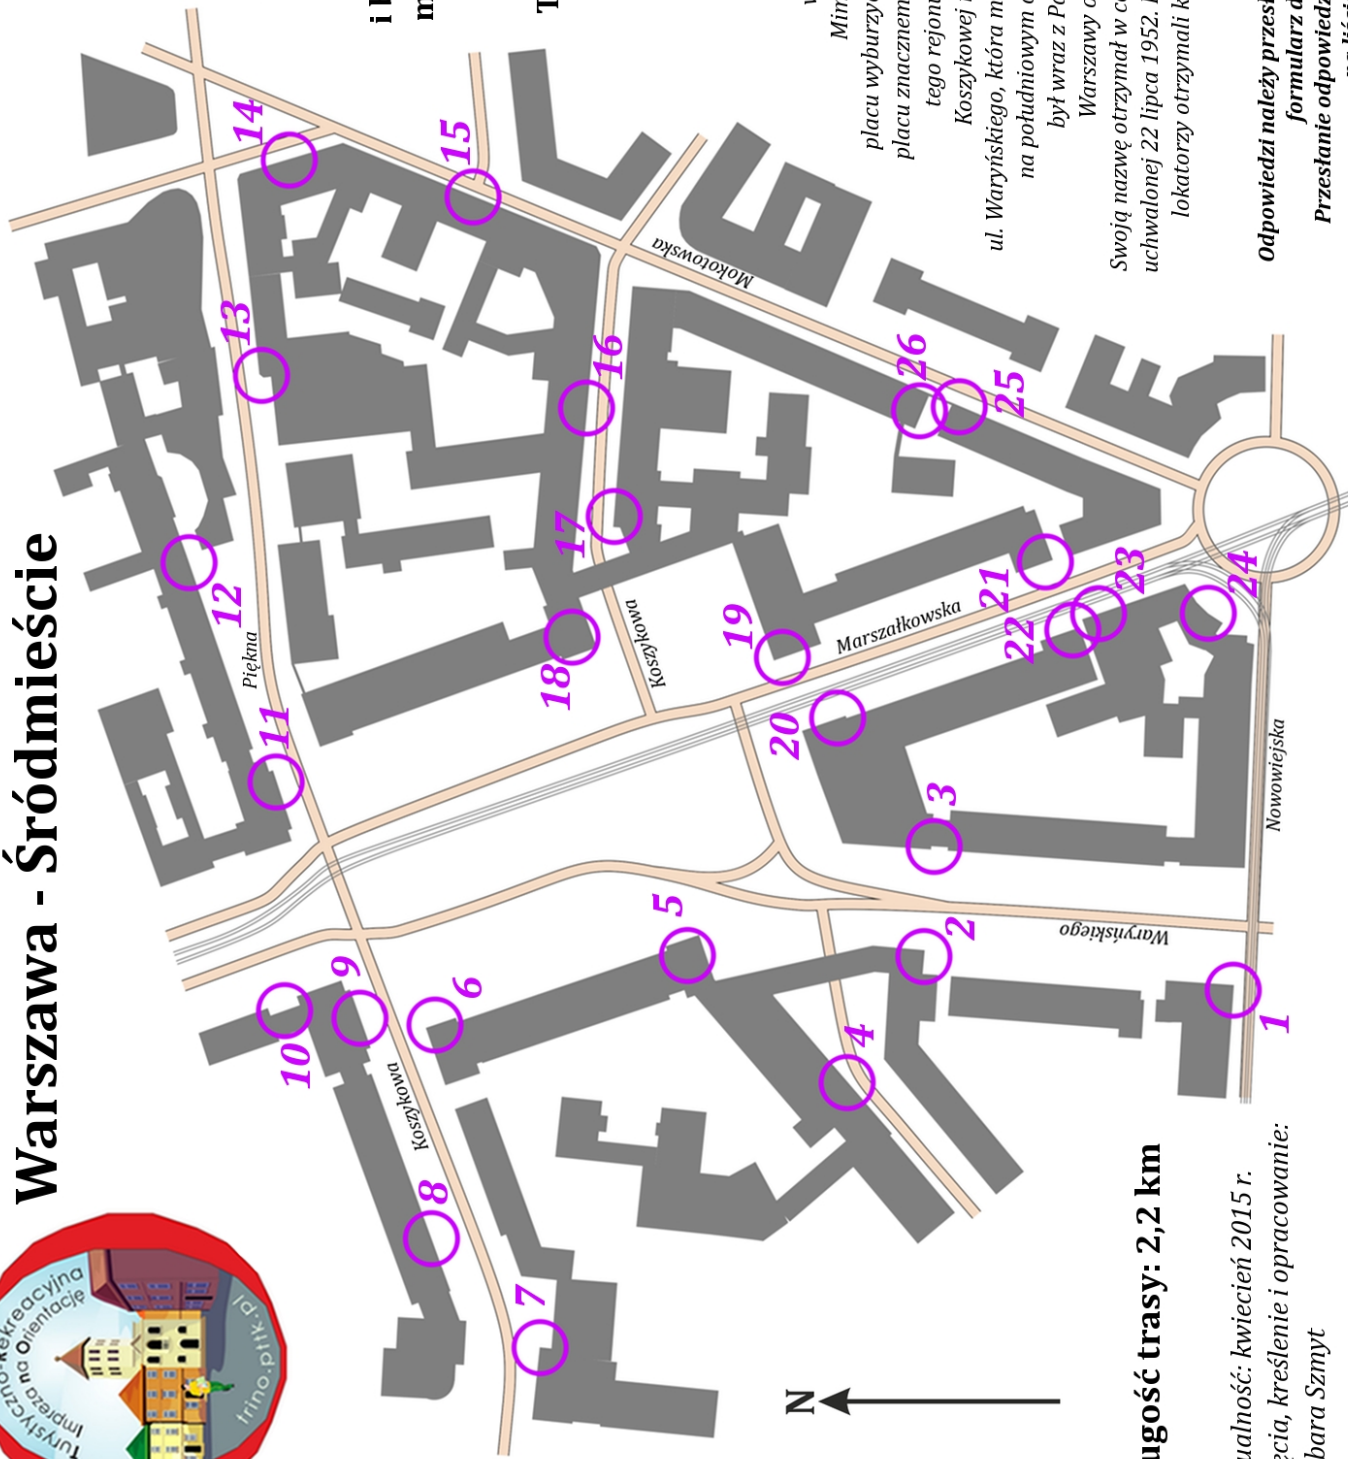 Warszawa - Śródmieście
Turystyczno-Rekreacyjna
Impreza na Orientację
trino.pttk.pl
14
15
13
12
11
16
17
18
19
20
21
22
23
24
25
26
10
9
8
7
6
5
4
3
2
1
Piękna
Mokotowska
Koszykowa
Marszałkowska
Koszykowa
Waryńskiego
Nowowiejska
N
placu wyburzy
placu znacznem
tego rejonu
Koszykowej i
ul. Waryńskiego, która m
na południowym
był wraz z
Warszawy
Swoją nazwę otrzymał w
uchwalonej 22 lipca 1952.
lokatorzy otrzymali k
Odpowiedzi należy przesł
formularz d
Przesłanie odpowiedz
ugość trasy: 2,2 km
ualność: kwiecień 2015 r.
ęcia, kreślenie i opracowanie:
bara Szmyt